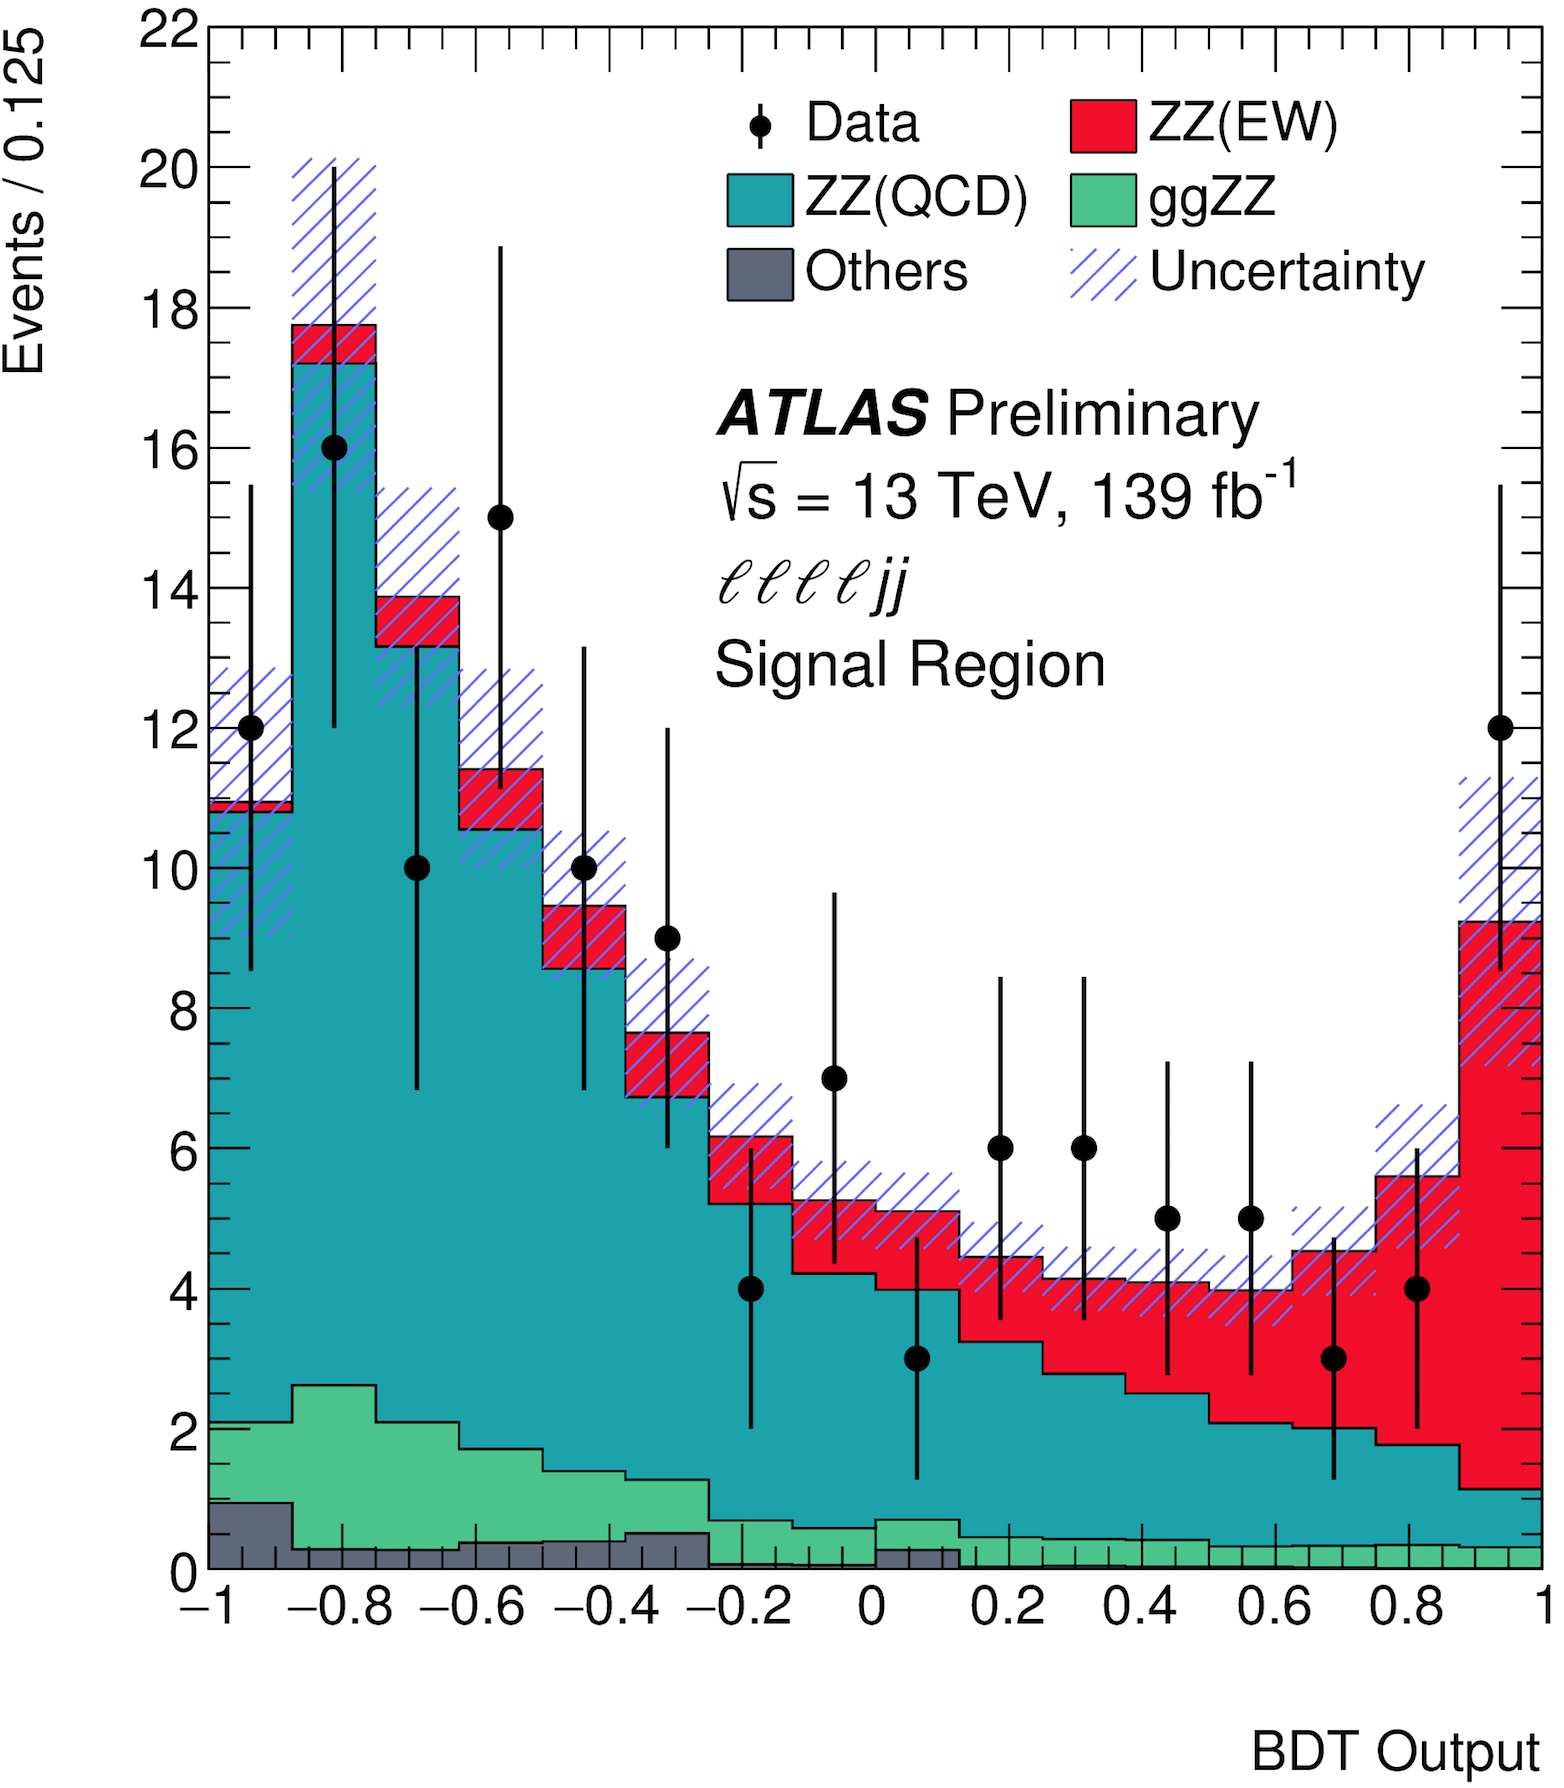 Events / 0.125
22
20
18
16
14
12
10
8
6
4
2
0
Data
ZZ(EW)
ZZ(QCD)
ggZZ
Others
Uncertainty
ATLAS Preliminary
√s = 13 TeV, 139 fb⁻¹
ℓℓℓℓjj
Signal Region
−1 −0.8 −0.6 −0.4 −0.2 0 0.2 0.4 0.6 0.8 1
BDT Output